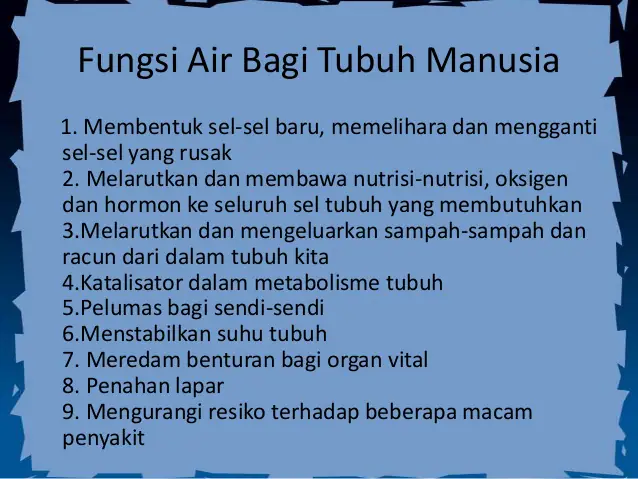 Fungsi Air Bagi Tubuh Manusia
1. Membentuk sel-sel baru, memelihara dan mengganti
sel-sel yang rusak
2. Melarutkan dan membawa nutrisi-nutrisi, oksigen
dan hormon ke seluruh sel tubuh yang membutuhkan
3.Melarutkan dan mengeluarkan sampah-sampah dan
racun dari dalam tubuh kita
4.Katalisator dalam metabolisme tubuh
5.Pelumas bagi sendi-sendi
6.Menstabilkan suhu tubuh
7. Meredam benturan bagi organ vital
8. Penahan lapar
9. Mengurangi resiko terhadap beberapa macam
penyakit